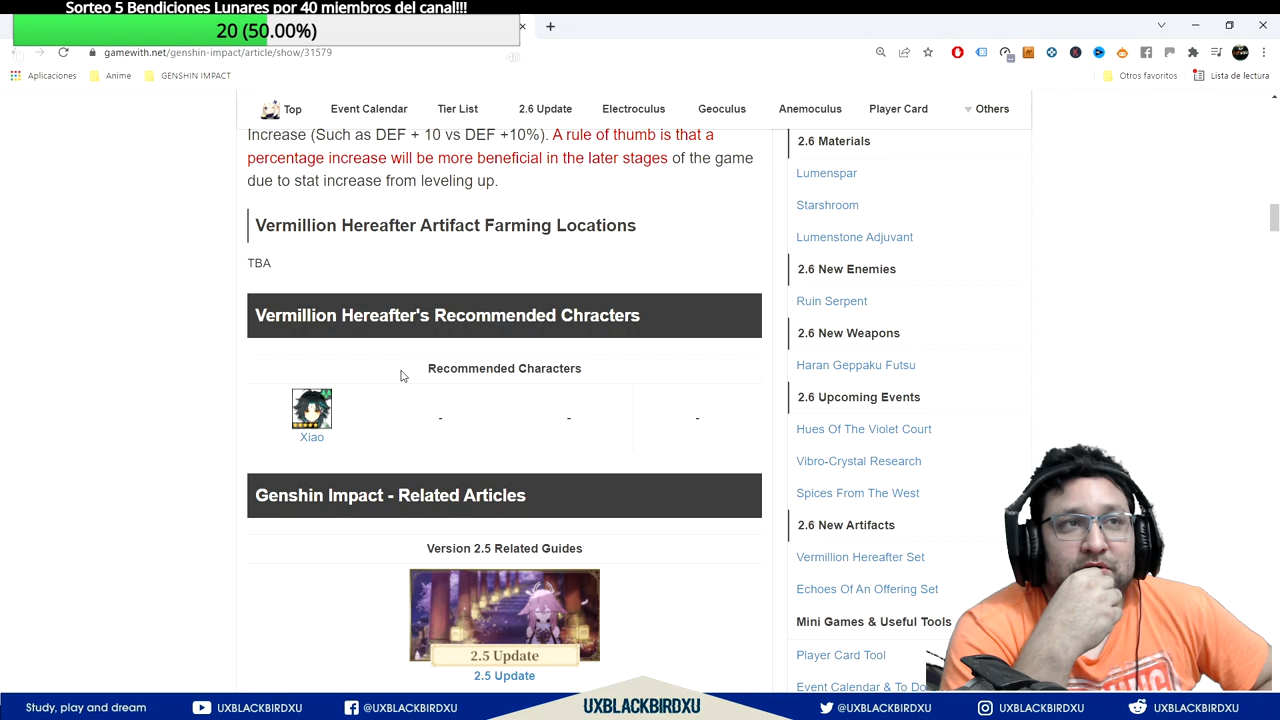 Sorteo 5 Bendiciones Lunares por 40 miembros del canal!!!
20 (50.00%)
gamewith.net/genshin-impact/article/show/31579
Aplicaciones
Anime
GENSHIN IMPACT
Otros favoritos
Lista de lectura
Top
Event Calendar
Tier List
2.6 Update
Electroculus
Geoculus
Anemoculus
Player Card
Others
Increase (Such as DEF + 10 vs DEF +10%). A rule of thumb is that a
percentage increase will be more beneficial in the later stages of the game
due to stat increase from leveling up.
Vermillion Hereafter Artifact Farming Locations
TBA
Vermillion Hereafter's Recommended Chracters
Recommended Characters
- - -
Xiao
Genshin Impact - Related Articles
Version 2.5 Related Guides
2.5 Update
2.5 Update
2.6 Materials
Lumenspar
Starshroom
Lumenstone Adjuvant
2.6 New Enemies
Ruin Serpent
2.6 New Weapons
Haran Geppaku Futsu
2.6 Upcoming Events
Hues Of The Violet Court
Vibro-Crystal Research
Spices From The West
2.6 New Artifacts
Vermillion Hereafter Set
Echoes Of An Offering Set
Mini Games & Useful Tools
Player Card Tool
Event Calendar & To Do
Study, play and dream
UXBLACKBIRDXU
@UXBLACKBIRDXU
UXBLACKBIRDXU
@UXBLACKBIRDXU
UXBLACKBIRDXU
UXBLACKBIRDXU